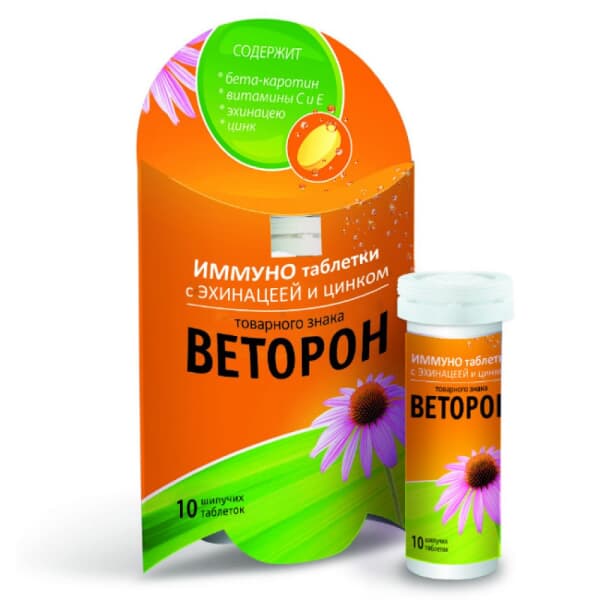 СОДЕРЖИТ
* бета-каротин
* витамины С и Е
* эхинацею
* цинк
ИММУНО таблетки
с ЭХИНАЦЕЕЙ и ЦИНКОМ
товарного знака
ВЕТОРОН
10 шипучих
таблеток
ИММУНО таблетки
с ЭХИНАЦЕЕЙ и ЦИНКОМ
товарного знака
ВЕТОРОН
10 шипучих
таблеток